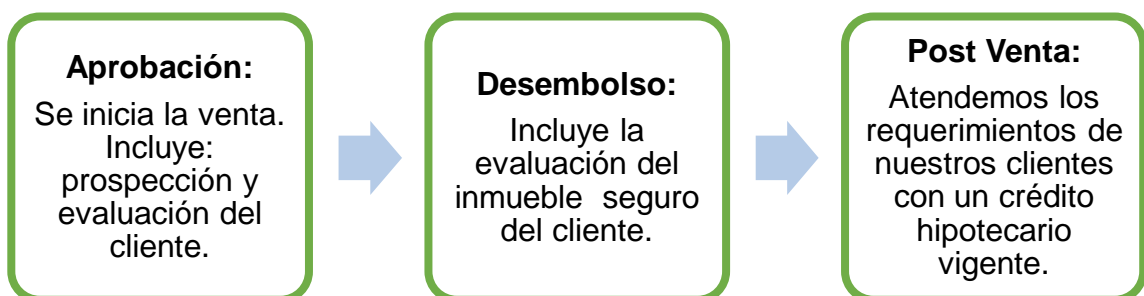 Aprobación:
Se inicia la venta.
Incluye:
prospección y
evaluación del
cliente.
Desembolso:
Incluye la
evaluación del
inmueble  seguro
del cliente.
Post Venta:
Atendemos los
requerimientos de
nuestros clientes
con un crédito
hipotecario
vigente.